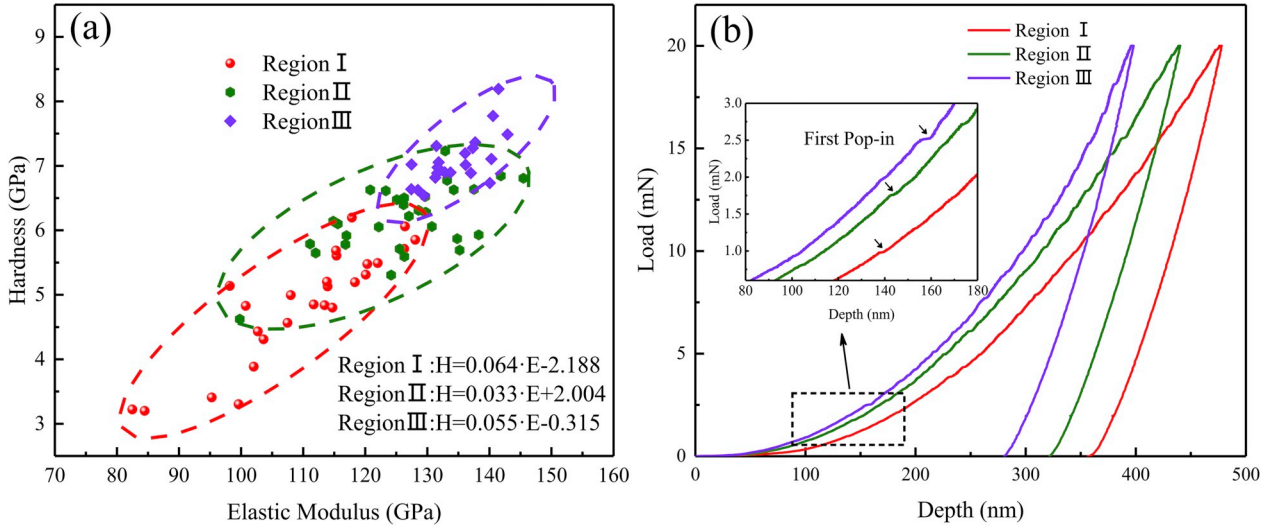 (a)
9
8
7
6
5
4
3
Hardness (GPa)
Region Ⅰ
Region Ⅱ
Region Ⅲ
Region Ⅰ :H=0.064·E-2.188
Region Ⅱ :H=0.033·E+2.004
Region Ⅲ :H=0.055·E-0.315
70 80 90 100 110 120 130 140 150 160
Elastic Modulus (GPa)
(b)
20
15
10
5
0
Load (mN)
Region Ⅰ
Region Ⅱ
Region Ⅲ
3.0
2.5
2.0
1.5
1.0
Load (mN)
First Pop-in
80 100 120 140 160 180
Depth (nm)
0 100 200 300 400 500
Depth (nm)